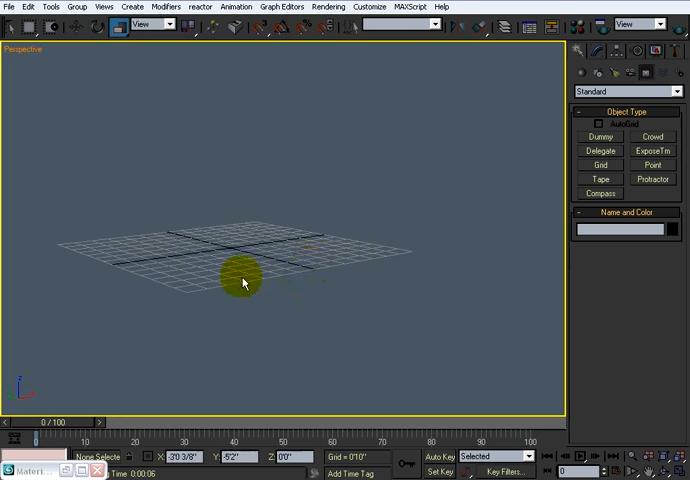 File Edit Tools Group Views Create Modifiers reactor Animation Graph Editors Rendering Customize MAXScript Help
View View
Perspective
Standard
- Object Type
AutoGrid
Dummy Crowd
Delegate ExposeTm
Grid Point
Tape Protractor
Compass
- Name and Color
z
< 0 / 100 >
0 10 20 30 40 50 60 70 80 90 100
None Selecte X: -3'0 3/8" Y: -5'2" Z: 0'0" Grid = 0'10" Auto Key Selected
Materi... Time 0:00:06 Add Time Tag Set Key Key Filters... 0